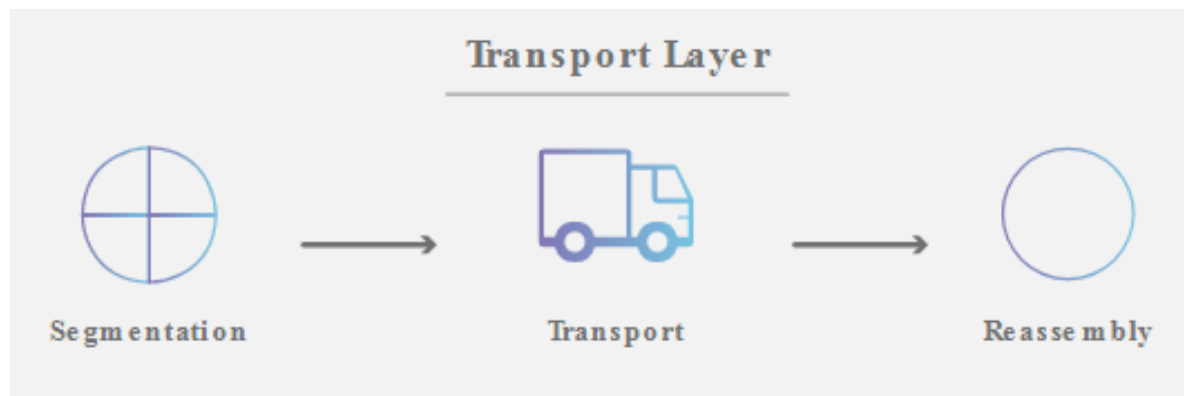 Transport Layer
Segmentation
Transport
Reassembly